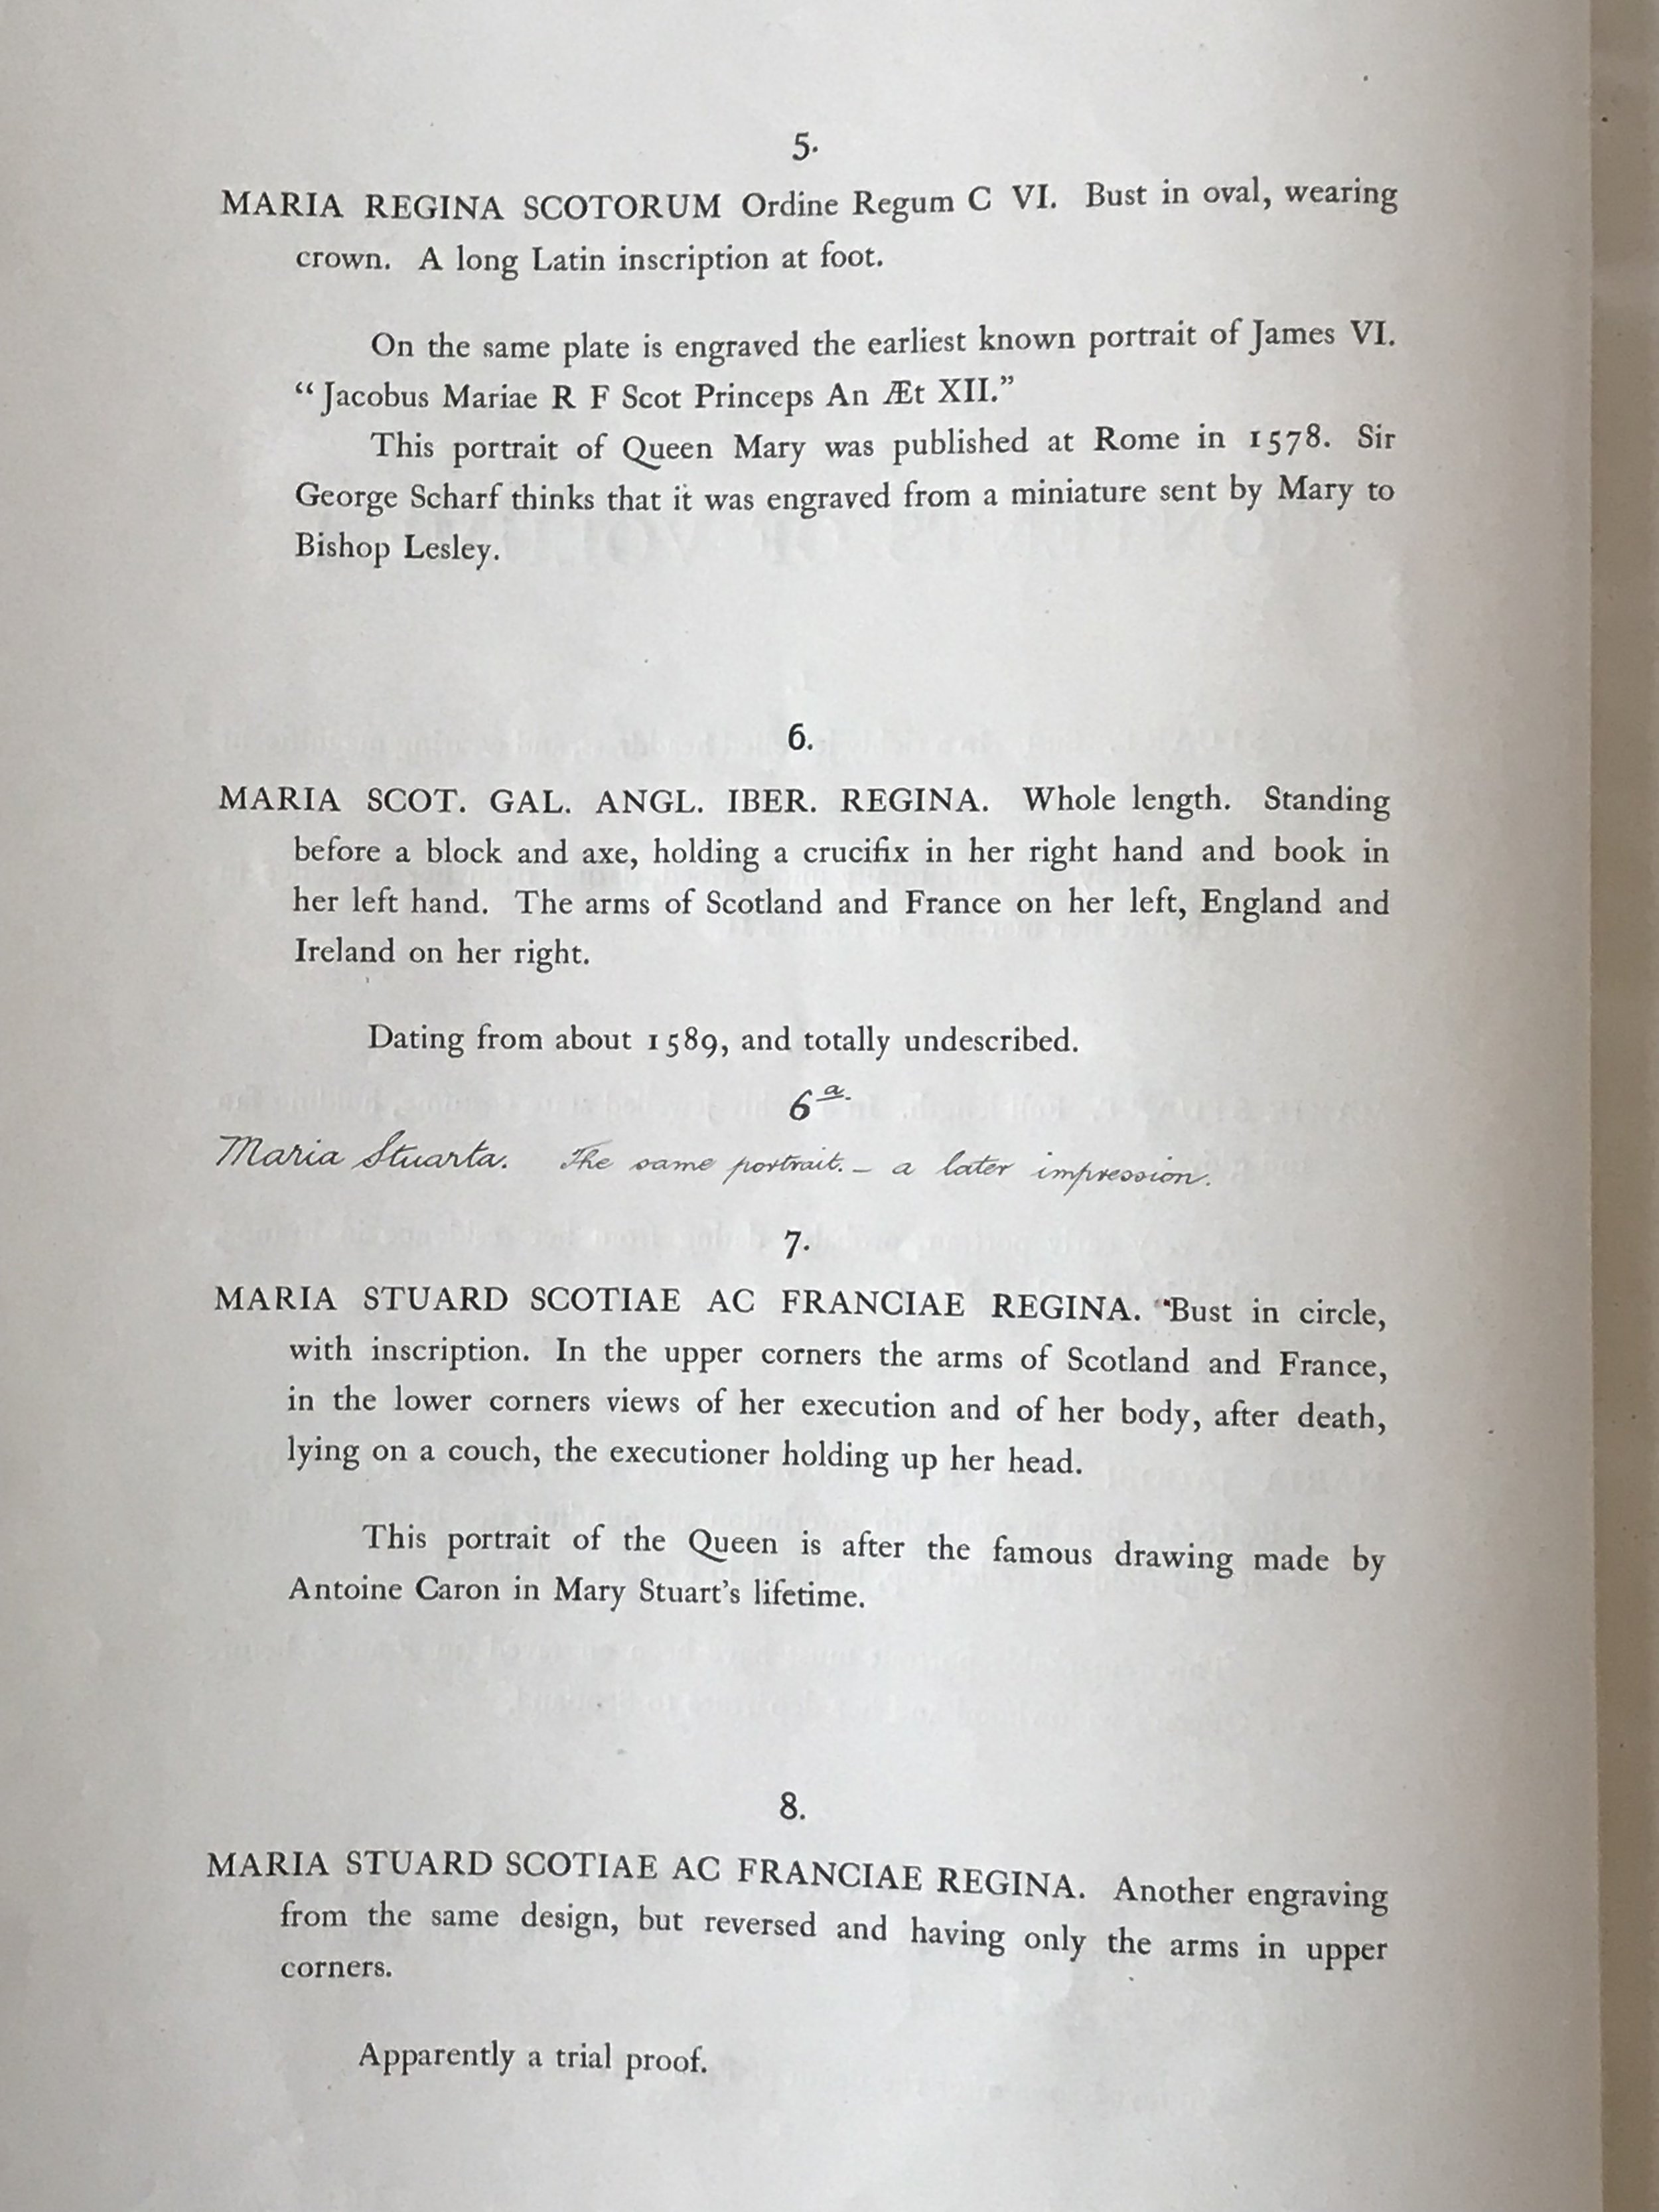 5.
MARIA REGINA SCOTORUM Ordine Regum C VI. Bust in oval, wearing
crown. A long Latin inscription at foot.
On the same plate is engraved the earliest known portrait of James VI.
“Jacobus Mariae R F Scot Princeps An Æt XII.”
This portrait of Queen Mary was published at Rome in 1578. Sir
George Scharf thinks that it was engraved from a miniature sent by Mary to
Bishop Lesley.
6.
MARIA SCOT. GAL. ANGL. IBER. REGINA. Whole length. Standing
before a block and axe, holding a crucifix in her right hand and book in
her left hand. The arms of Scotland and France on her left, England and
Ireland on her right.
Dating from about 1589, and totally undescribed.
6a.
Maria Stuarta. The same portrait. – a later impression.
7.
MARIA STUARD SCOTIAE AC FRANCIAE REGINA. Bust in circle,
with inscription. In the upper corners the arms of Scotland and France,
in the lower corners views of her execution and of her body, after death,
lying on a couch, the executioner holding up her head.
This portrait of the Queen is after the famous drawing made by
Antoine Caron in Mary Stuart’s lifetime.
8.
MARIA STUARD SCOTIAE AC FRANCIAE REGINA. Another engraving
from the same design, but reversed and having only the arms in upper
corners.
Apparently a trial proof.